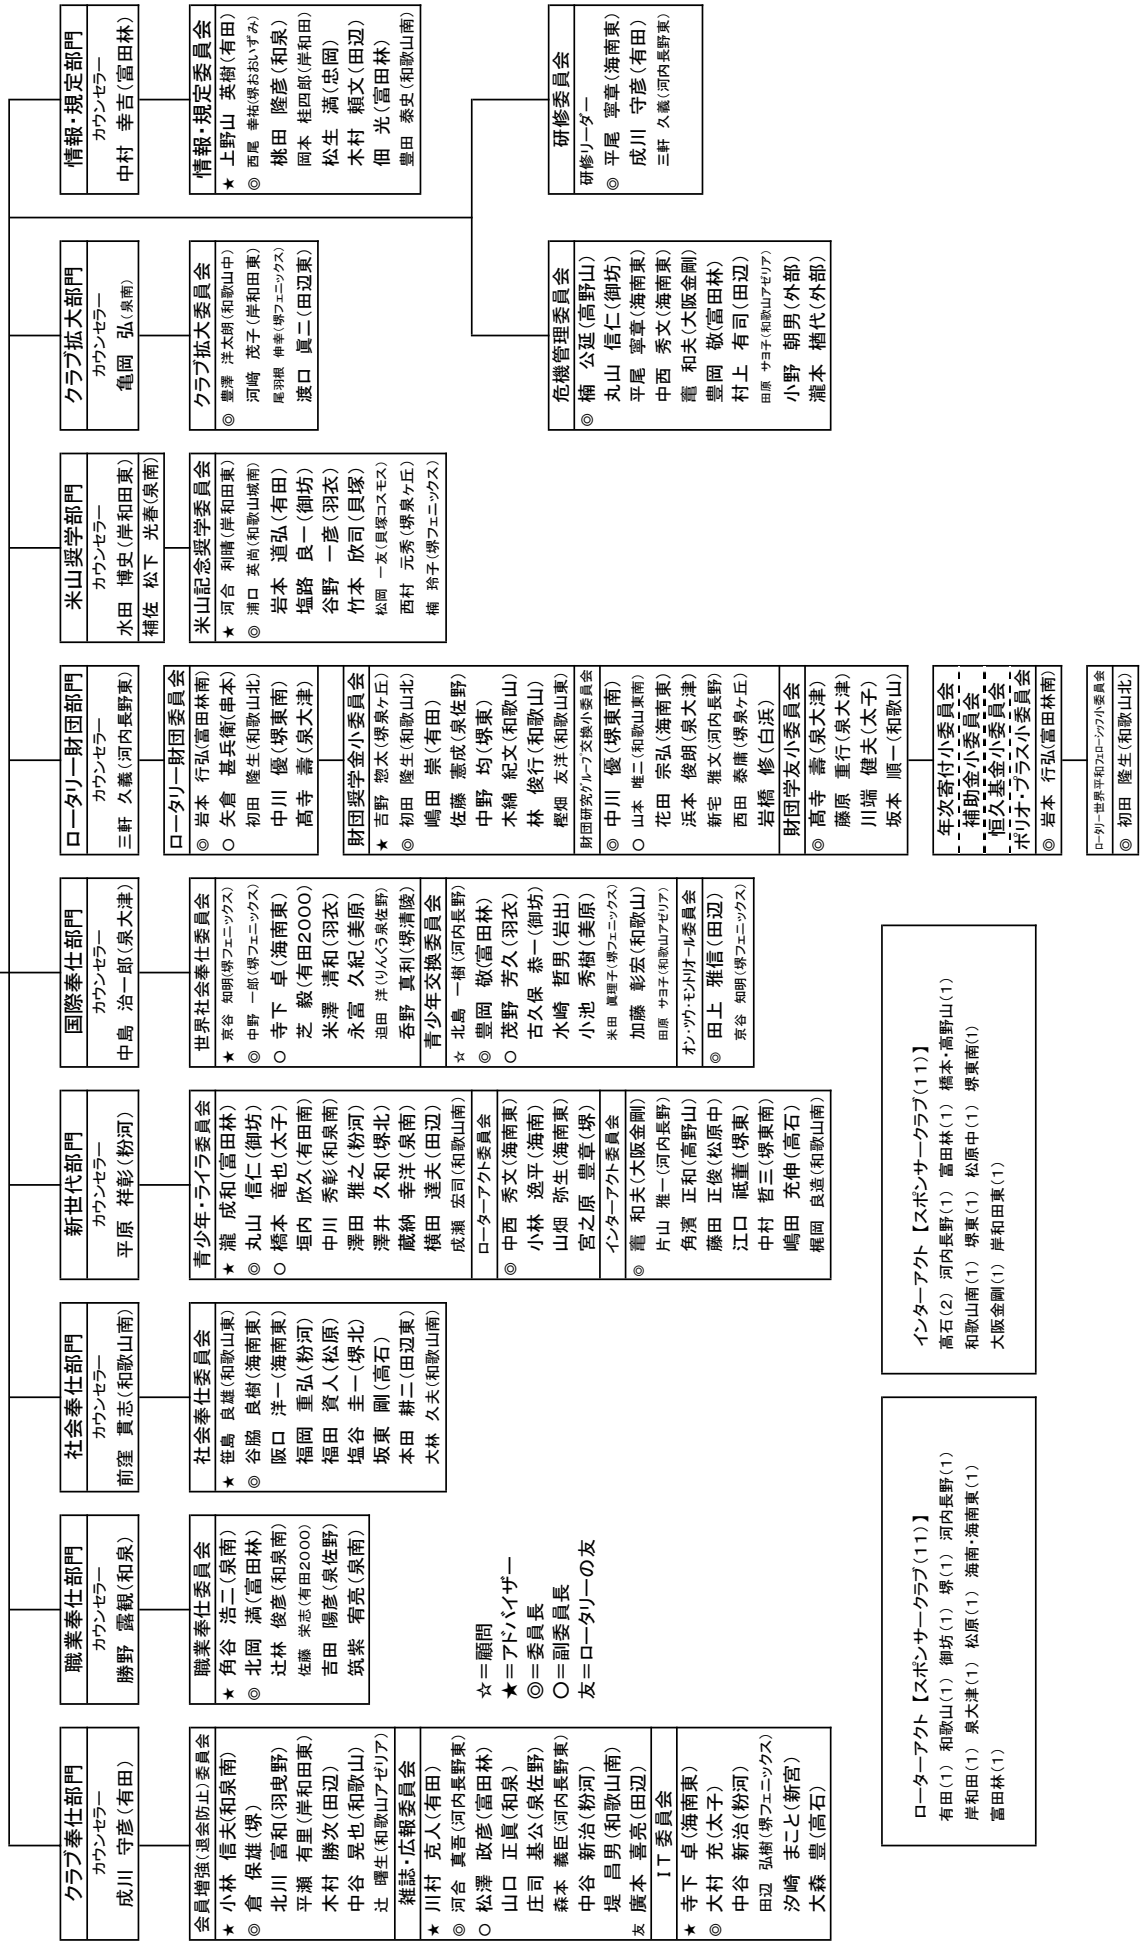 クラブ奉仕部門
カウンセラー
成川 守彦(有田)
会員増強(退会防止)委員会
★ 小林 信夫(和泉南)
◎ 倉 保雄(堺)
北川 富和(羽曳野)
平瀬 有里(岸和田東)
木村 勝次(田辺)
中谷 晃也(和歌山)
辻 曙生(和歌山アゼリア)
雑誌・広報委員会
★ 川村 克人(有田)
◎ 河合 真吾(河内長野東)
○ 松澤 政彦(富田林)
山口 正眞(和泉)
庄司 基公(泉佐野)
森本 義臣(河内長野東)
中谷 新治(粉河)
堤 昌男(和歌山南)
友 廣本 喜亮(田辺)
IT委員会
★ 寺下 卓(海南東)
◎ 大村 充(太子)
中谷 新治(粉河)
田辺 弘樹(堺フェニックス)
汐崎 まこと(新宮)
大森 豊(高石)
職業奉仕部門
カウンセラー
勝野 露観(和泉)
職業奉仕委員会
★ 角谷 浩二(泉南)
◎ 北岡 満(富田林)
辻林 俊彦(和泉南)
佐藤 栄志(有田2000)
吉田 陽彦(泉佐野)
筑紫 宥亮(泉南)
☆=顧問
★=アドバイザー
◎=委員長
○=副委員長
友=ロータリーの友
社会奉仕部門
カウンセラー
前窪 貫志(和歌山南)
社会奉仕委員会
★ 笹島 良雄(和歌山東)
◎ 谷脇 良樹(海南東)
阪口 洋一(海南東)
福岡 重弘(粉河)
福田 資人(松原)
塩谷 圭一(堺北)
坂東 剛(高石)
本田 耕二(田辺東)
大林 久夫(和歌山南)
新世代部門
カウンセラー
平原 祥彰(粉河)
青少年・ライラ委員会
★ 瀧 成和(富田林)
◎ 丸山 信仁(御坊)
○ 橋本 竜也(太子)
垣内 欣久(有田南)
中川 秀彰(和泉南)
澤田 雅之(粉河)
澤井 久和(堺北)
蔵納 幸洋(泉南)
横田 達夫(田辺)
成瀬 宏司(和歌山南)
ローターアクト委員会
◎ 中西 秀文(海南東)
小林 逸平(海南)
山畑 弥生(海南東)
宮之原 豊章(堺)
インターアクト委員会
◎ 竃 和夫(大阪金剛)
片山 雅一(河内長野)
角濱 正和(高野山)
藤田 正俊(松原中)
江口 祗董(堺東)
中村 哲三(堺東南)
嶋田 充伸(高石)
梶岡 良造(和歌山南)
国際奉仕部門
カウンセラー
中島 治一郎(泉大津)
世界社会奉仕委員会
★ 京谷 知明(堺フェニックス)
◎ 中野 一郎(堺フェニックス)
○ 寺下 卓(海南東)
芝 毅(有田2000)
米澤 清和(羽衣)
永富 久紀(美原)
迫田 洋(りんくう泉佐野)
呑野 真利(堺清陵)
青少年交換委員会
☆ 北島 一樹(河内長野)
◎ 豊岡 敬(富田林)
○ 茂野 芳久(羽衣)
古久保 恭一(御坊)
水崎 哲男(岩出)
小池 秀樹(美原)
米田 眞理子(堺フェニックス)
加藤 彰宏(和歌山)
田原 サヨ子(和歌山アゼリア)
オン・ツウ・モントリオール委員会
◎ 田上 雅信(田辺)
京谷 知明(堺フェニックス)
ロータリー財団部門
カウンセラー
三軒 久義(河内長野東)
ロータリー財団委員会
◎ 岩本 行弘(富田林南)
○ 矢倉 甚兵衛(串本)
初田 隆生(和歌山北)
中川 優(堺東南)
髙寺 壽(泉大津)
財団奨学金小委員会
★ 吉野 惣太(堺泉ヶ丘)
◎ 初田 隆生(和歌山北)
嶋田 崇(有田)
佐藤 憲成(泉佐野)
中野 均(堺東)
木綿 紀文(和歌山)
林 俊行(和歌山)
樫畑 友洋(和歌山東)
財団研究グループ交換小委員会
◎ 中川 優(堺東南)
○ 山本 唯二(和歌山東南)
花田 宗弘(海南東)
浜本 俊朗(泉大津)
新宅 雅文(河内長野)
西田 泰庸(堺泉ヶ丘)
岩橋 修(白浜)
財団学友小委員会
◎ 髙寺 壽(泉大津)
藤原 重行(泉大津)
川端 健夫(太子)
坂本 順一(和歌山)
年次寄付小委員会
補助金小委員会
恒久基金小委員会
ポリオ・プラス小委員会
◎ 岩本 行弘(富田林南)
ロータリー世界平和フェローシップ小委員会
◎ 初田 隆生(和歌山北)
米山奨学部門
カウンセラー
水田 博史(岸和田東)
補佐 松下 光春(泉南)
米山記念奨学委員会
★ 河合 利晴(岸和田東)
◎ 浦口 英尚(和歌山城南)
岩本 道弘(有田)
塩路 良一(御坊)
谷野 一彦(羽衣)
竹本 欣司(貝塚)
松岡 一友(貝塚コスモス)
西村 元秀(堺泉ヶ丘)
楠 玲子(堺フェニックス)
クラブ拡大部門
カウンセラー
亀岡 弘(泉南)
クラブ拡大委員会
◎ 豊澤 洋太朗(和歌山中)
河﨑 茂子(岸和田東)
尾羽根 伸幸(堺フェニックス)
渡口 眞二(田辺東)
情報・規定部門
カウンセラー
中村 幸吉(富田林)
情報・規定委員会
★ 上野山 英樹(有田)
◎ 西尾 幸祐(堺おおいずみ)
桃田 隆彦(和泉)
岡本 桂四郎(岸和田)
松生 満(忠岡)
木村 頼文(田辺)
佃 光(富田林)
豊田 泰史(和歌山南)
危機管理委員会
◎ 楠 公延(高野山)
丸山 信仁(御坊)
平尾 寧章(海南東)
中西 秀文(海南東)
竃 和夫(大阪金剛)
豊岡 敬(富田林)
村上 有司(田辺)
田原 サヨ子(和歌山アゼリア)
小野 朝男(外部)
瀧本 楢代(外部)
研修委員会
研修リーダー
◎ 平尾 寧章(海南東)
成川 守彦(有田)
三軒 久義(河内長野東)
ローターアクト【スポンサークラブ(11)】
有田(1) 和歌山(1) 御坊(1) 堺(1) 河内長野(1)
岸和田(1) 泉大津(1) 松原(1) 海南・海南東(1)
富田林(1)
インターアクト【スポンサークラブ(11)】
高石(2) 河内長野(1) 富田林(1) 橋本・高野山(1)
和歌山南(1) 堺東(1) 松原中(1) 堺東南(1)
大阪金剛(1) 岸和田東(1)